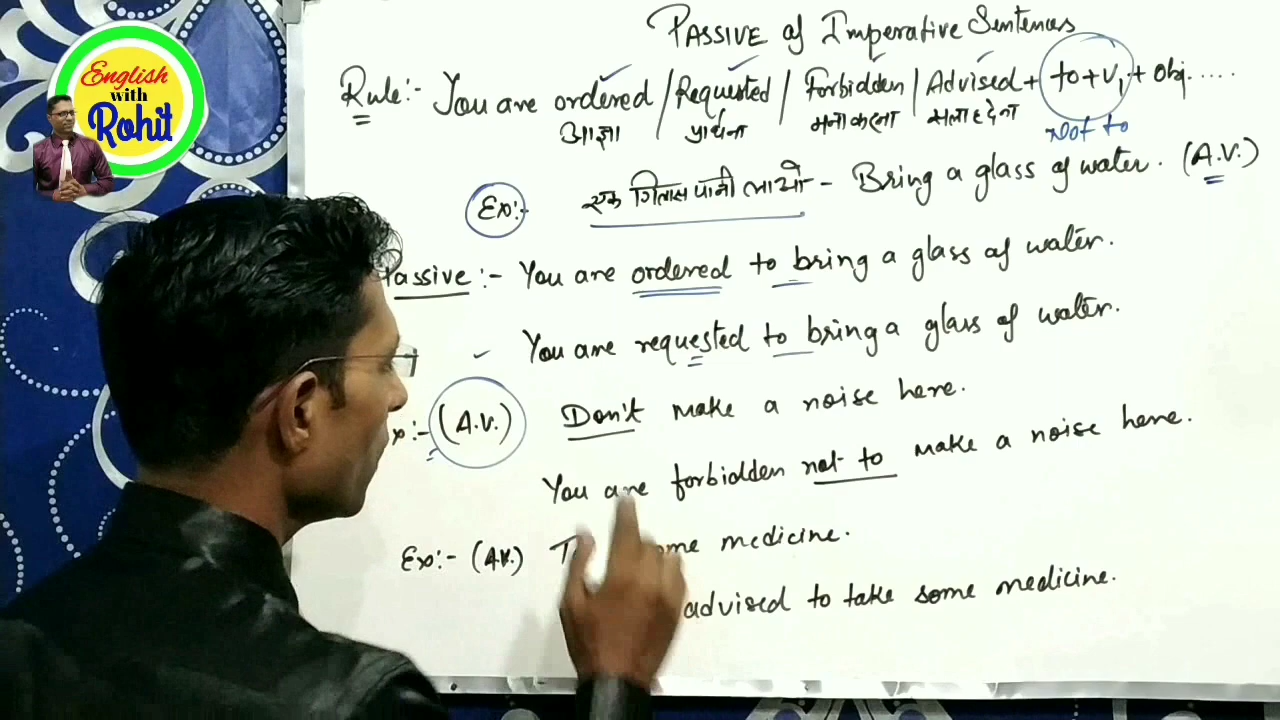 English
with
Rohit
PASSIVE of Imperative Sentences
Rule:- You are ordered / Requested / Forbidden / Advised + to + V1 + Obj.....
आज्ञा प्रार्थना मना करना सलाह देना Not to
Ex:- एक गिलास पानी लाओ - Bring a glass of water. (A.V.)
Passive:- You are ordered to bring a glass of water.
You are requested to bring a glass of water.
(A.V.) Don't make a noise here.
You are forbidden not to make a noise here.
Ex:- (A.V.) some medicine.
advised to take some medicine.